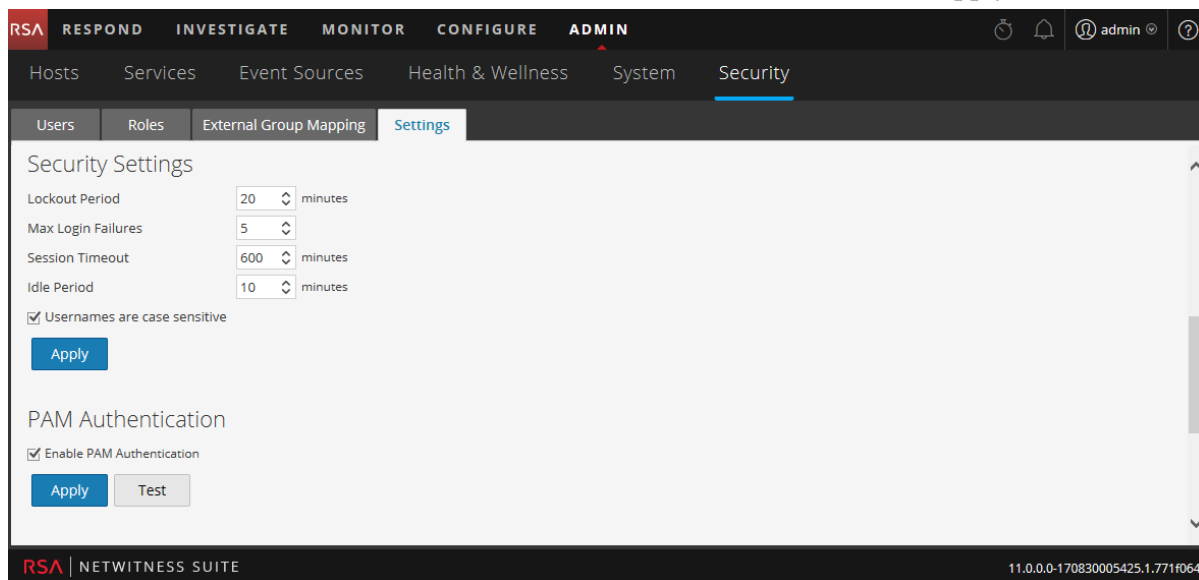 RSA RESPOND INVESTIGATE MONITOR CONFIGURE ADMIN admin ?
Hosts Services Event Sources Health & Wellness System Security
Users Roles External Group Mapping Settings
Security Settings
Lockout Period 20 minutes
Max Login Failures 5
Session Timeout 600 minutes
Idle Period 10 minutes
Usernames are case sensitive
Apply
PAM Authentication
Enable PAM Authentication
Apply Test
RSA | NETWITNESS SUITE 11.0.0.0-170830005425.1.771f064